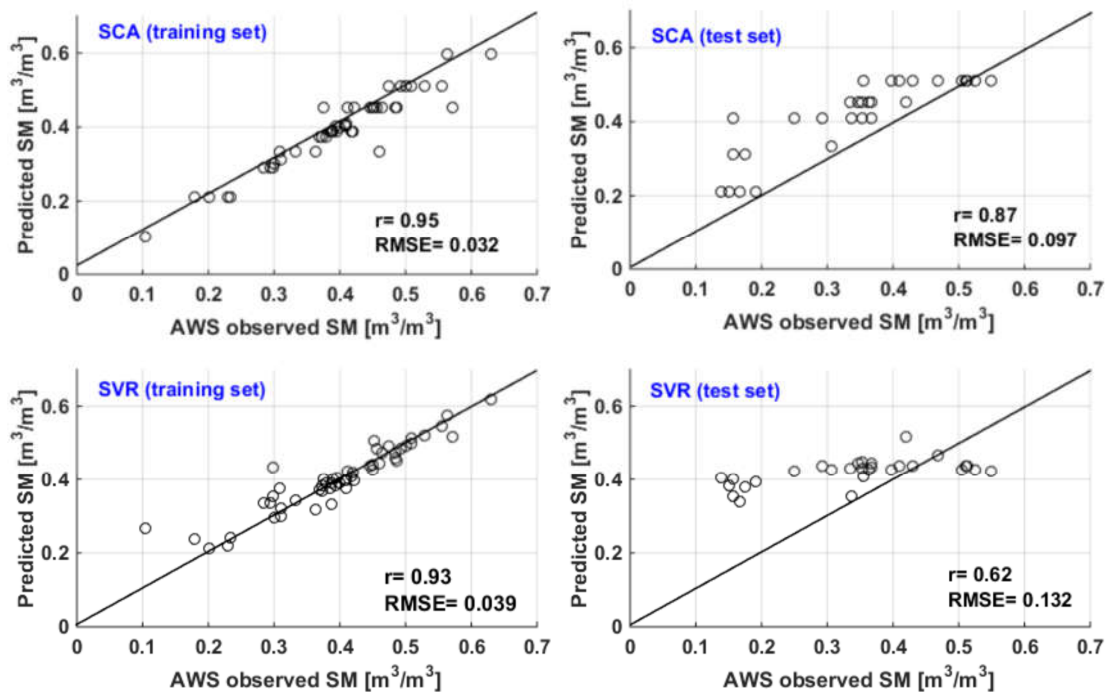 SCA (training set)
Predicted SM [m³/m³]
0.6
0.4
0.2
0
r= 0.95
RMSE= 0.032
0 0.1 0.2 0.3 0.4 0.5 0.6 0.7
AWS observed SM [m³/m³]
SCA (test set)
Predicted SM [m³/m³]
0.6
0.4
0.2
0
r= 0.87
RMSE= 0.097
0 0.1 0.2 0.3 0.4 0.5 0.6 0.7
AWS observed SM [m³/m³]
SVR (training set)
Predicted SM [m³/m³]
0.6
0.4
0.2
0
r= 0.93
RMSE= 0.039
0 0.1 0.2 0.3 0.4 0.5 0.6 0.7
AWS observed SM [m³/m³]
SVR (test set)
Predicted SM [m³/m³]
0.6
0.4
0.2
0
r= 0.62
RMSE= 0.132
0 0.1 0.2 0.3 0.4 0.5 0.6 0.7
AWS observed SM [m³/m³]